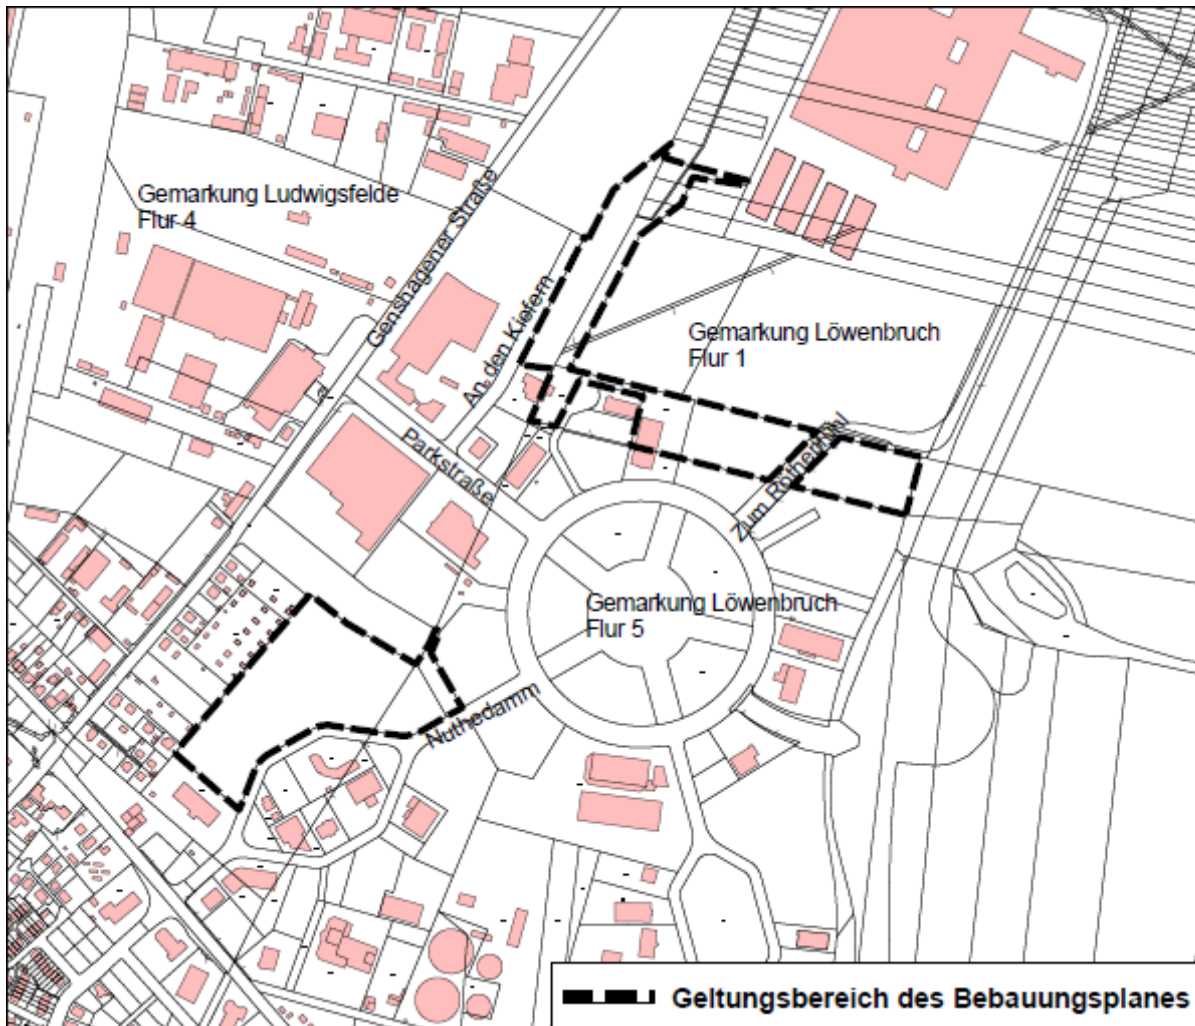 Gemarkung Ludwigsfelde
Flur 4
Genshagener Straße
An den Kiefern
Gemarkung Löwenbruch
Flur 1
Parkstraße
Zum Rothepfuhl
Gemarkung Löwenbruch
Flur 5
Nuthedamm
Geltungsbereich des Bebauungsplanes